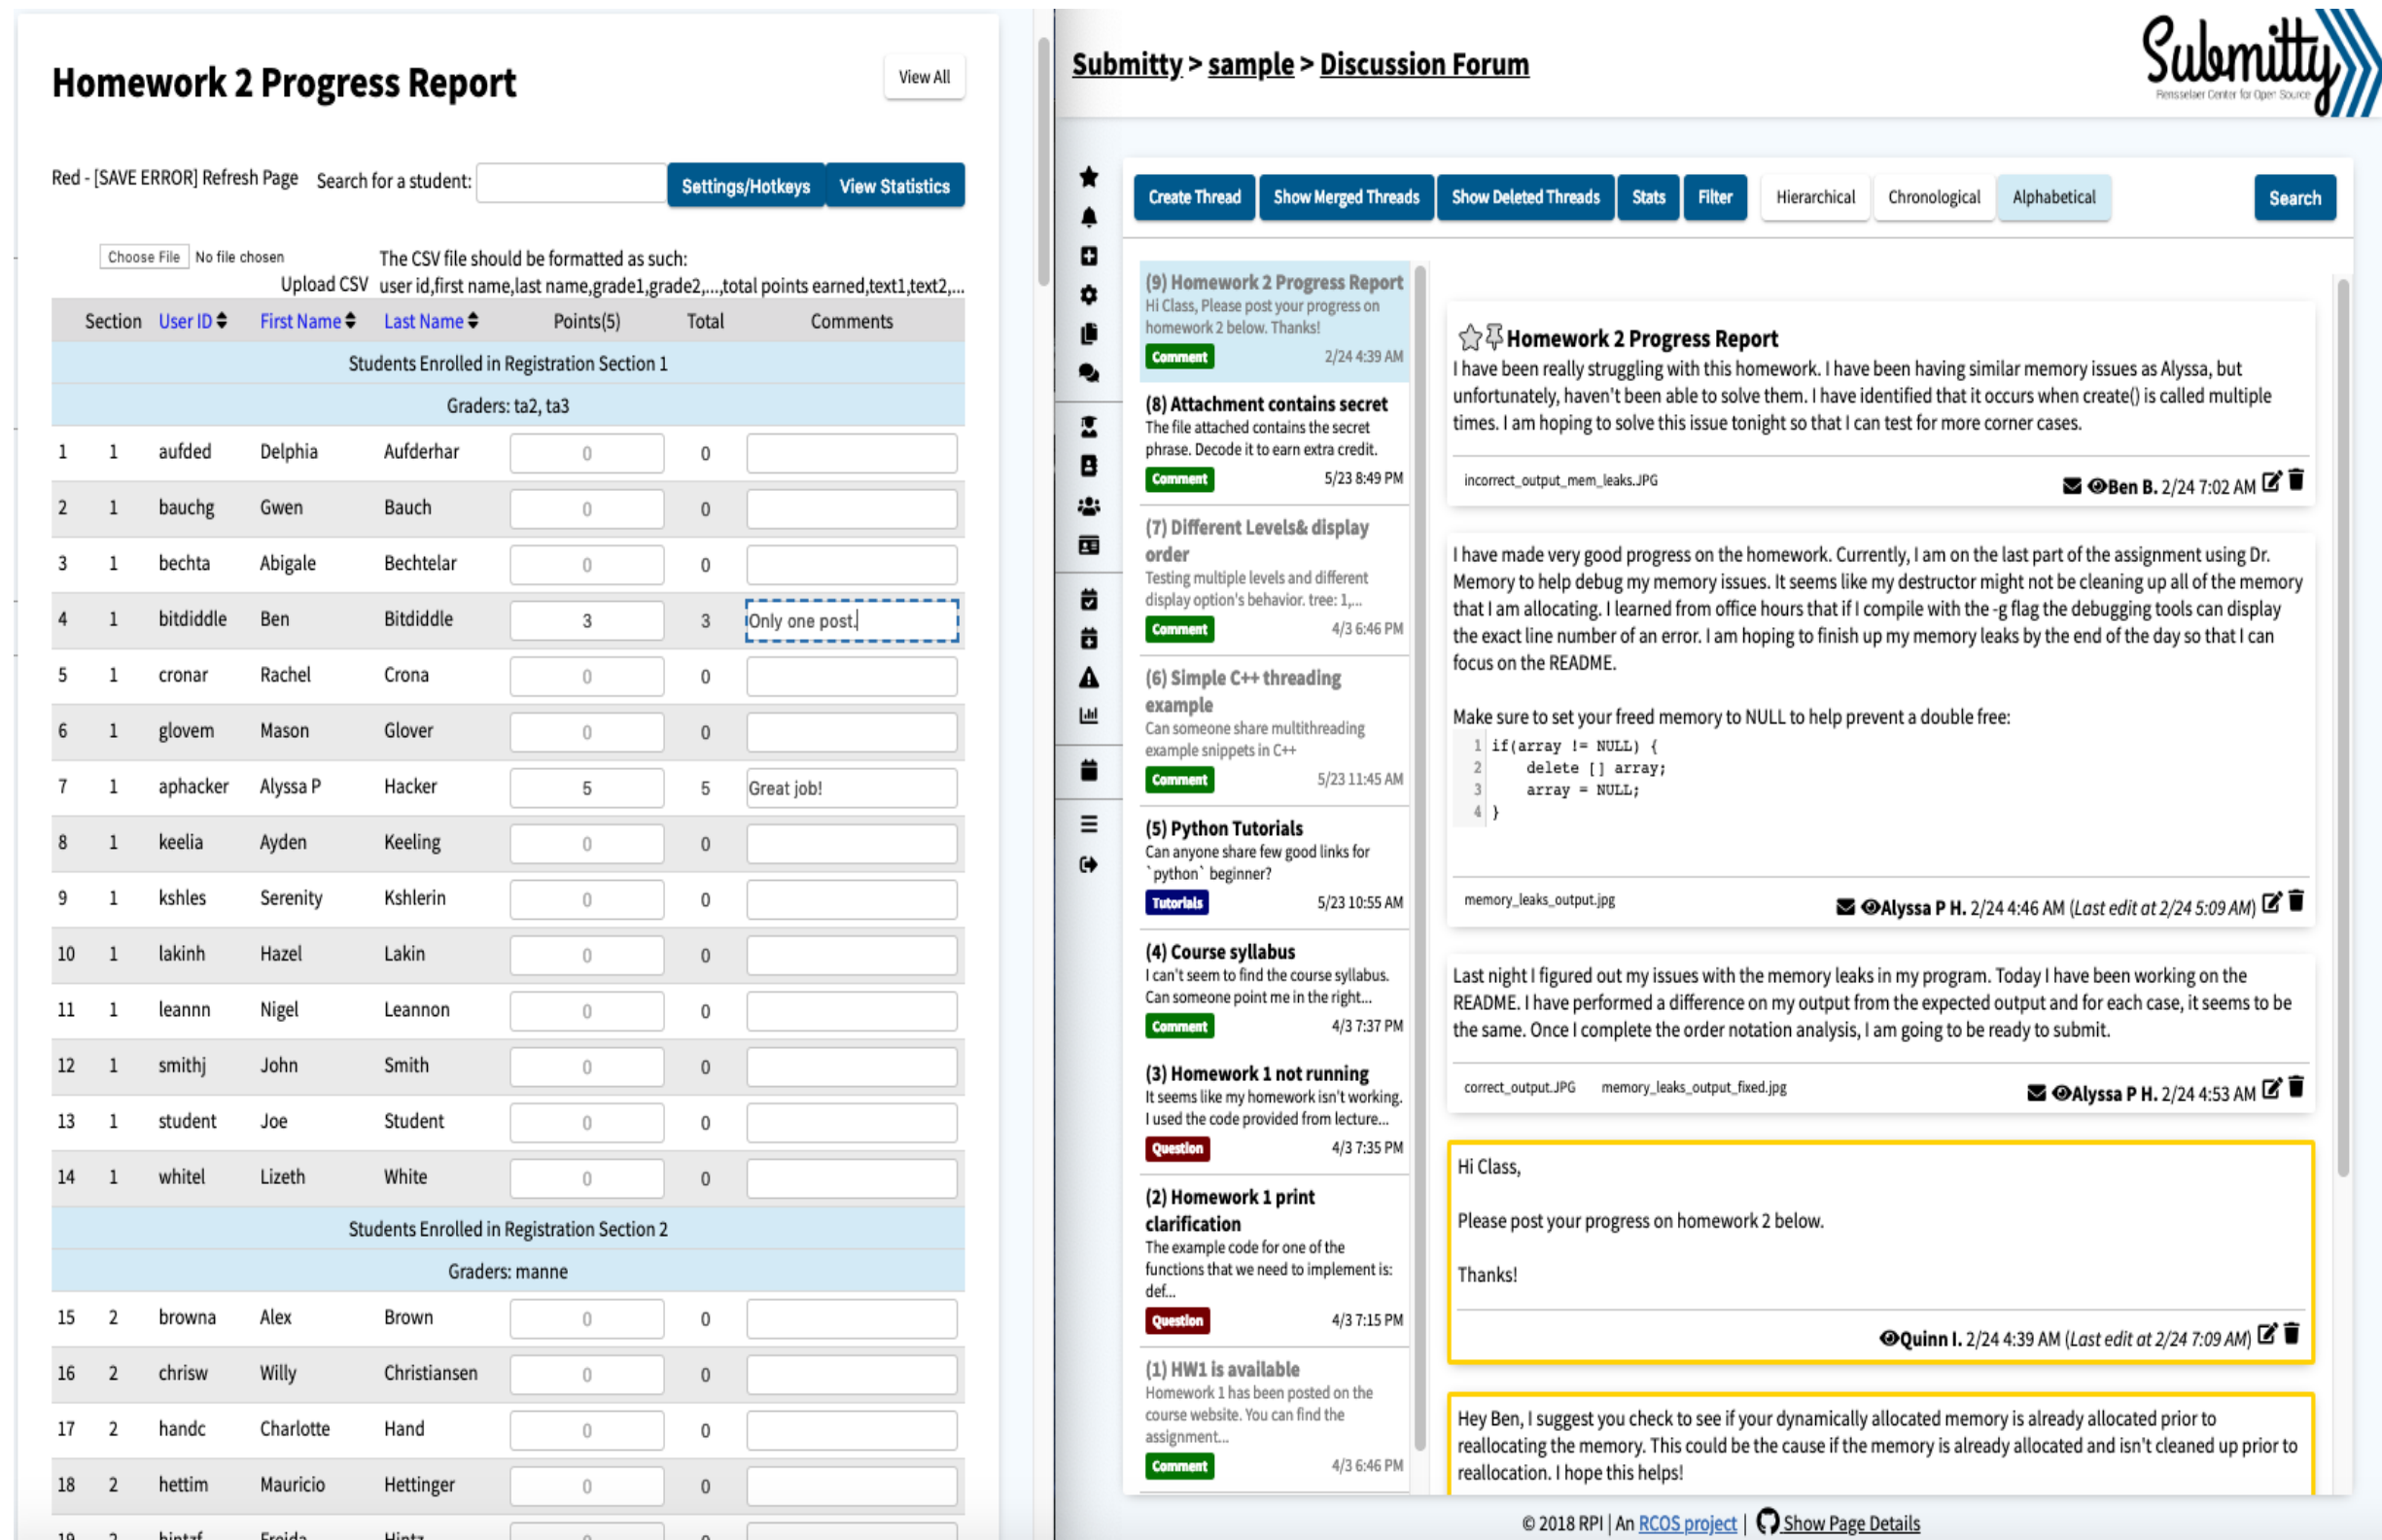 Homework 2 Progress Report
View All
Red - [SAVE ERROR] Refresh Page Search for a student: Settings/Hotkeys View Statistics
Choose File No file chosen The CSV file should be formatted as such:
Upload CSV user id,first name,last name,grade1,grade2,...,total points earned,text1,text2,...
Section User ID First Name Last Name Points(5) Total Comments
Students Enrolled in Registration Section 1
Graders: ta2, ta3
1 1 aufded Delphia Aufderhar 0 0
2 1 bauchg Gwen Bauch 0 0
3 1 bechta Abigale Bechtelar 0 0
4 1 bitdiddle Ben Bitdiddle 3 3 Only one post.
5 1 cronar Rachel Crona 0 0
6 1 glovem Mason Glover 0 0
7 1 aphacker Alyssa P Hacker 5 5 Great job!
8 1 keelia Ayden Keeling 0 0
9 1 kshles Serenity Kshlerin 0 0
10 1 lakinh Hazel Lakin 0 0
11 1 leannn Nigel Leannon 0 0
12 1 smithj John Smith 0 0
13 1 student Joe Student 0 0
14 1 whitel Lizeth White 0 0
Students Enrolled in Registration Section 2
Graders: manne
15 2 browna Alex Brown 0 0
16 2 chrisw Willy Christiansen 0 0
17 2 handc Charlotte Hand 0 0
18 2 hettim Mauricio Hettinger 0 0
Submitty > sample > Discussion Forum
Submitty
Rensselaer Center for Open Source
Create Thread Show Merged Threads Show Deleted Threads Stats Filter Hierarchical Chronological Alphabetical Search
(9) Homework 2 Progress Report
Hi Class, Please post your progress on
homework 2 below. Thanks!
Comment 2/24 4:39 AM
(8) Attachment contains secret
The file attached contains the secret
phrase. Decode it to earn extra credit.
Comment 5/23 8:49 PM
(7) Different Levels& display
order
Testing multiple levels and different
display option's behavior. tree: 1,...
Comment 4/3 6:46 PM
(6) Simple C++ threading
example
Can someone share multithreading
example snippets in C++
Comment 5/23 11:45 AM
(5) Python Tutorials
Can anyone share few good links for
`python` beginner?
Tutorials 5/23 10:55 AM
(4) Course syllabus
I can't seem to find the course syllabus.
Can someone point me in the right...
Comment 4/3 7:37 PM
(3) Homework 1 not running
It seems like my homework isn't working.
I used the code provided from lecture...
Question 4/3 7:35 PM
(2) Homework 1 print
clarification
The example code for one of the
functions that we need to implement is:
def...
Question 4/3 7:15 PM
(1) HW1 is available
Homework 1 has been posted on the
course website. You can find the
assignment...
Comment 4/3 6:46 PM
Homework 2 Progress Report
I have been really struggling with this homework. I have been having similar memory issues as Alyssa, but
unfortunately, haven't been able to solve them. I have identified that it occurs when create() is called multiple
times. I am hoping to solve this issue tonight so that I can test for more corner cases.
incorrect_output_mem_leaks.JPG
Ben B. 2/24 7:02 AM
I have made very good progress on the homework. Currently, I am on the last part of the assignment using Dr.
Memory to help debug my memory issues. It seems like my destructor might not be cleaning up all of the memory
that I am allocating. I learned from office hours that if I compile with the -g flag the debugging tools can display
the exact line number of an error. I am hoping to finish up my memory leaks by the end of the day so that I can
focus on the README.
Make sure to set your freed memory to NULL to help prevent a double free:
1 if(array != NULL) {
2 delete [] array;
3 array = NULL;
4 }
memory_leaks_output.jpg
Alyssa P H. 2/24 4:46 AM (Last edit at 2/24 5:09 AM)
Last night I figured out my issues with the memory leaks in my program. Today I have been working on the
README. I have performed a difference on my output from the expected output and for each case, it seems to be
the same. Once I complete the order notation analysis, I am going to be ready to submit.
correct_output.JPG memory_leaks_output_fixed.jpg
Alyssa P H. 2/24 4:53 AM
Hi Class,
Please post your progress on homework 2 below.
Thanks!
Quinn I. 2/24 4:39 AM (Last edit at 2/24 7:09 AM)
Hey Ben, I suggest you check to see if your dynamically allocated memory is already allocated prior to
reallocating the memory. This could be the cause if the memory is already allocated and isn't cleaned up prior to
reallocation. I hope this helps!
© 2018 RPI | An RCOS project | Show Page Details